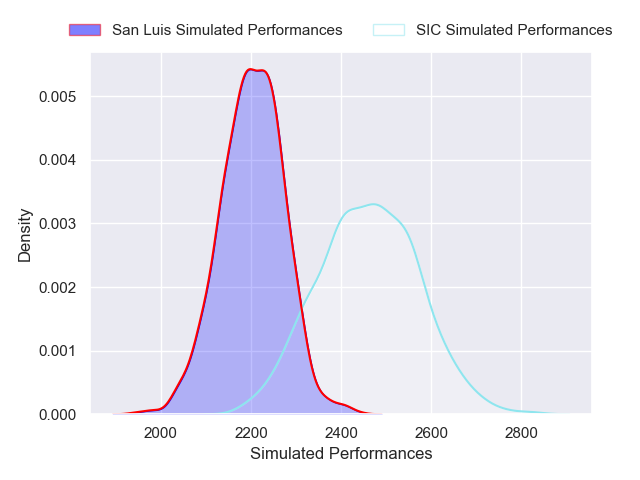 San Luis Simulated Performances SIC Simulated Performances
0.005
0.004
0.003
0.002
0.001
0.000
Density
2000 2200 2400 2600 2800
Simulated Performances